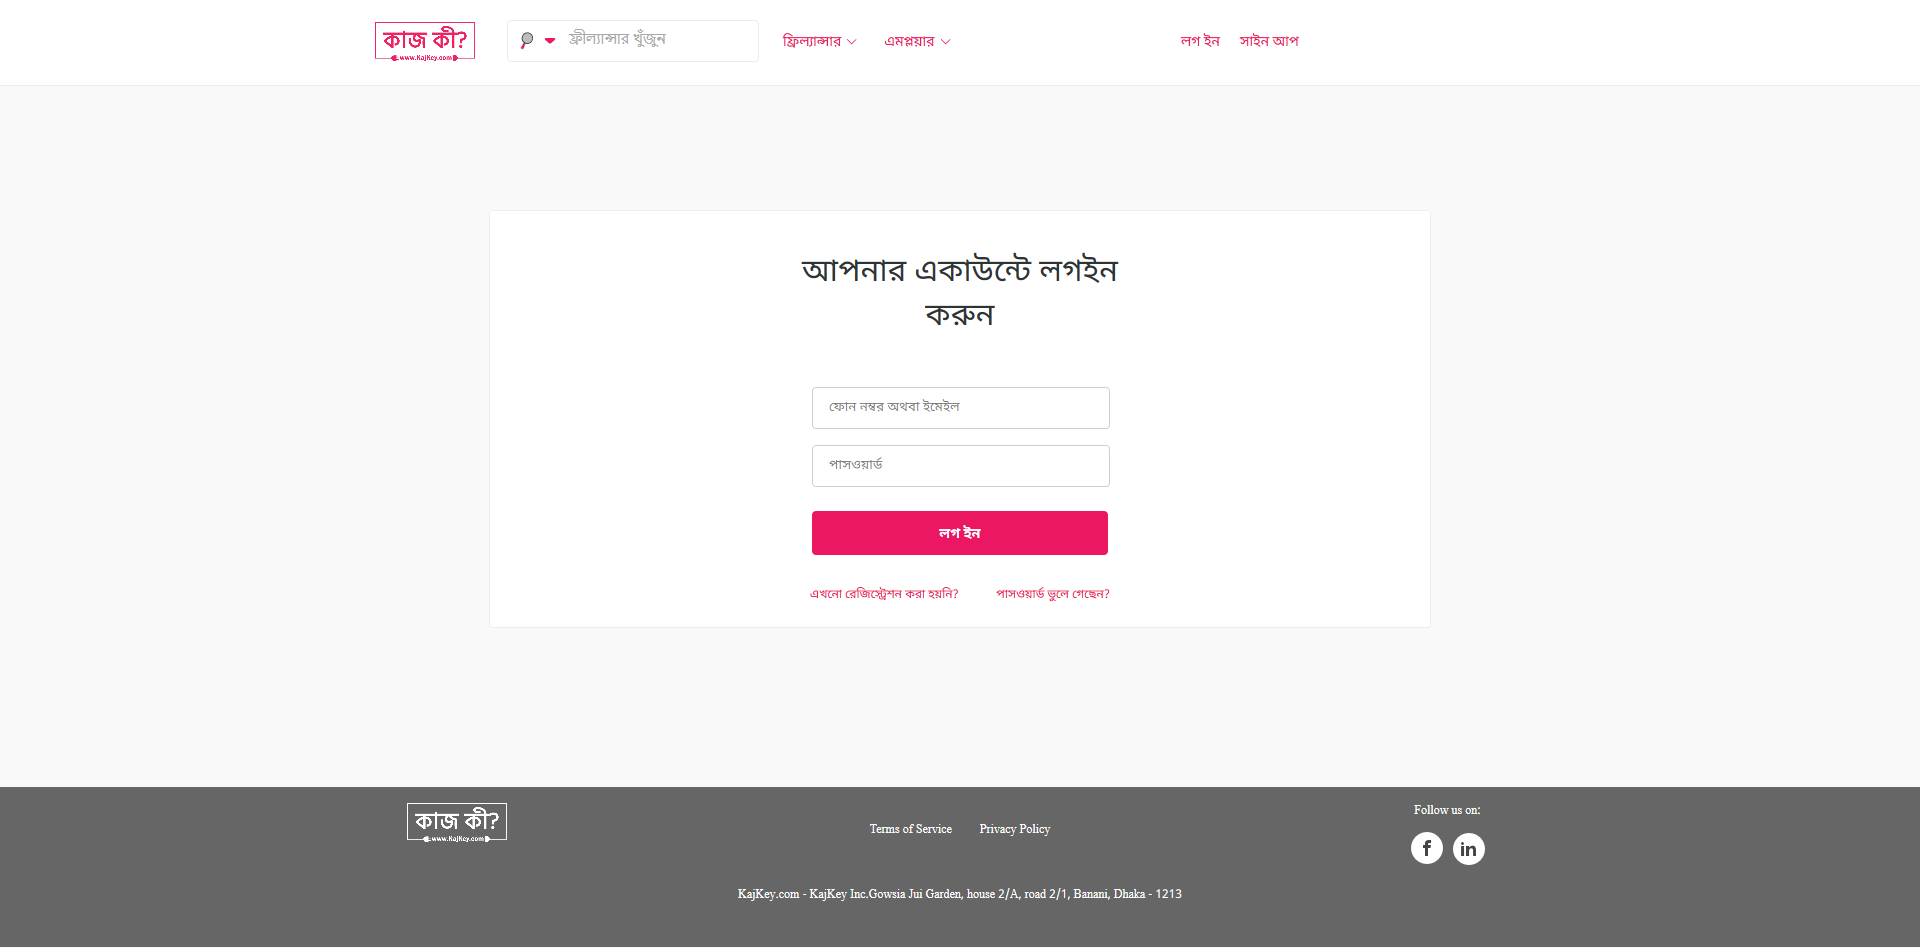 কাজ কী?
www.KajKey.com
ফ্রীল্যান্সার খুঁজুন
ফ্রিল্যান্সার
এমপ্লয়ার
লগ ইন
সাইন আপ
আপনার একাউন্টে লগইন
করুন
ফোন নম্বর অথবা ইমেইল
পাসওয়ার্ড
লগ ইন
এখনো রেজিস্ট্রেশন করা হয়নি?
পাসওয়ার্ড ভুলে গেছেন?
কাজ কী?
www.KajKey.com
Terms of Service
Privacy Policy
Follow us on:
KajKey.com - KajKey Inc.Gowsia Jui Garden, house 2/A, road 2/1, Banani, Dhaka - 1213